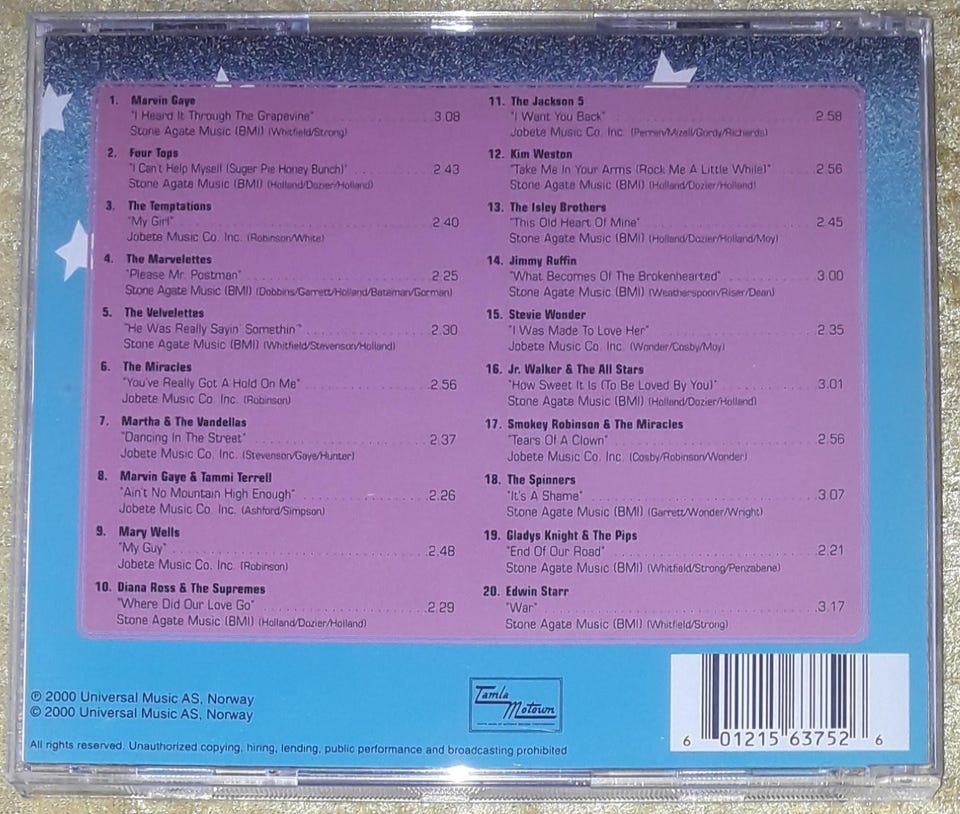 1. Marvin Gaye
"I Heard It Through The Grapevine" 3.08
Stone Agate Music (BMI) (Whitfield/Strong)
2. Four Tops
"I Can't Help Myself (Suger Pie Honey Bunch)" 2.43
Stone Agate Music (BMI) (Holland/Dozier/Holland)
3. The Temptations
"My Girl" 2.40
Jobete Music Co. Inc. (Robinson/White)
4. The Marvelettes
"Please Mr. Postman" 2.25
Stone Agate Music (BMI) (Dobbins/Garrett/Holland/Bateman/Gorman)
5. The Velvelettes
"He Was Really Sayin' Somethin'" 2.30
Stone Agate Music (BMI) (Whitfield/Stevenson/Holland)
6. The Miracles
"You've Really Got A Hold On Me" 2.56
Jobete Music Co. Inc. (Robinson)
7. Martha & The Vandellas
"Dancing In The Street" 2.37
Jobete Music Co. Inc. (Stevenson/Gaye/Hunter)
8. Marvin Gaye & Tammi Terrell
"Ain't No Mountain High Enough" 2.26
Jobete Music Co. Inc. (Ashford/Simpson)
9. Mary Wells
"My Guy" 2.48
Jobete Music Co. Inc. (Robinson)
10. Diana Ross & The Supremes
"Where Did Our Love Go" 2.29
Stone Agate Music (BMI) (Holland/Dozier/Holland)
11. The Jackson 5
"I Want You Back" 2.58
Jobete Music Co. Inc. (Perren/Mizell/Gordy/Richards)
12. Kim Weston
"Take Me In Your Arms (Rock Me A Little While)" 2.56
Stone Agate Music (BMI) (Holland/Dozier/Holland)
13. The Isley Brothers
"This Old Heart Of Mine" 2.45
Stone Agate Music (BMI) (Holland/Dozier/Holland/Moy)
14. Jimmy Ruffin
"What Becomes Of The Brokenhearted" 3.00
Stone Agate Music (BMI) (Weatherspoon/Riser/Dean)
15. Stevie Wonder
"I Was Made To Love Her" 2.35
Jobete Music Co. Inc. (Wonder/Cosby/Moy)
16. Jr. Walker & The All Stars
"How Sweet It Is (To Be Loved By You)" 3.01
Stone Agate Music (BMI) (Holland/Dozier/Holland)
17. Smokey Robinson & The Miracles
"Tears Of A Clown" 2.56
Jobete Music Co. Inc. (Cosby/Robinson/Wonder)
18. The Spinners
"It's A Shame" 3.07
Stone Agate Music (BMI) (Garrett/Wonder/Wright)
19. Gladys Knight & The Pips
"End Of Our Road" 2.21
Stone Agate Music (BMI) (Whitfield/Strong/Penzabene)
20. Edwin Starr
"War" 3.17
Stone Agate Music (BMI) (Whitfield/Strong)
℗ 2000 Universal Music AS, Norway
© 2000 Universal Music AS, Norway
All rights reserved. Unauthorized copying, hiring, lending, public performance and broadcasting prohibited
Tamla
Motown
6 01215 63752 6